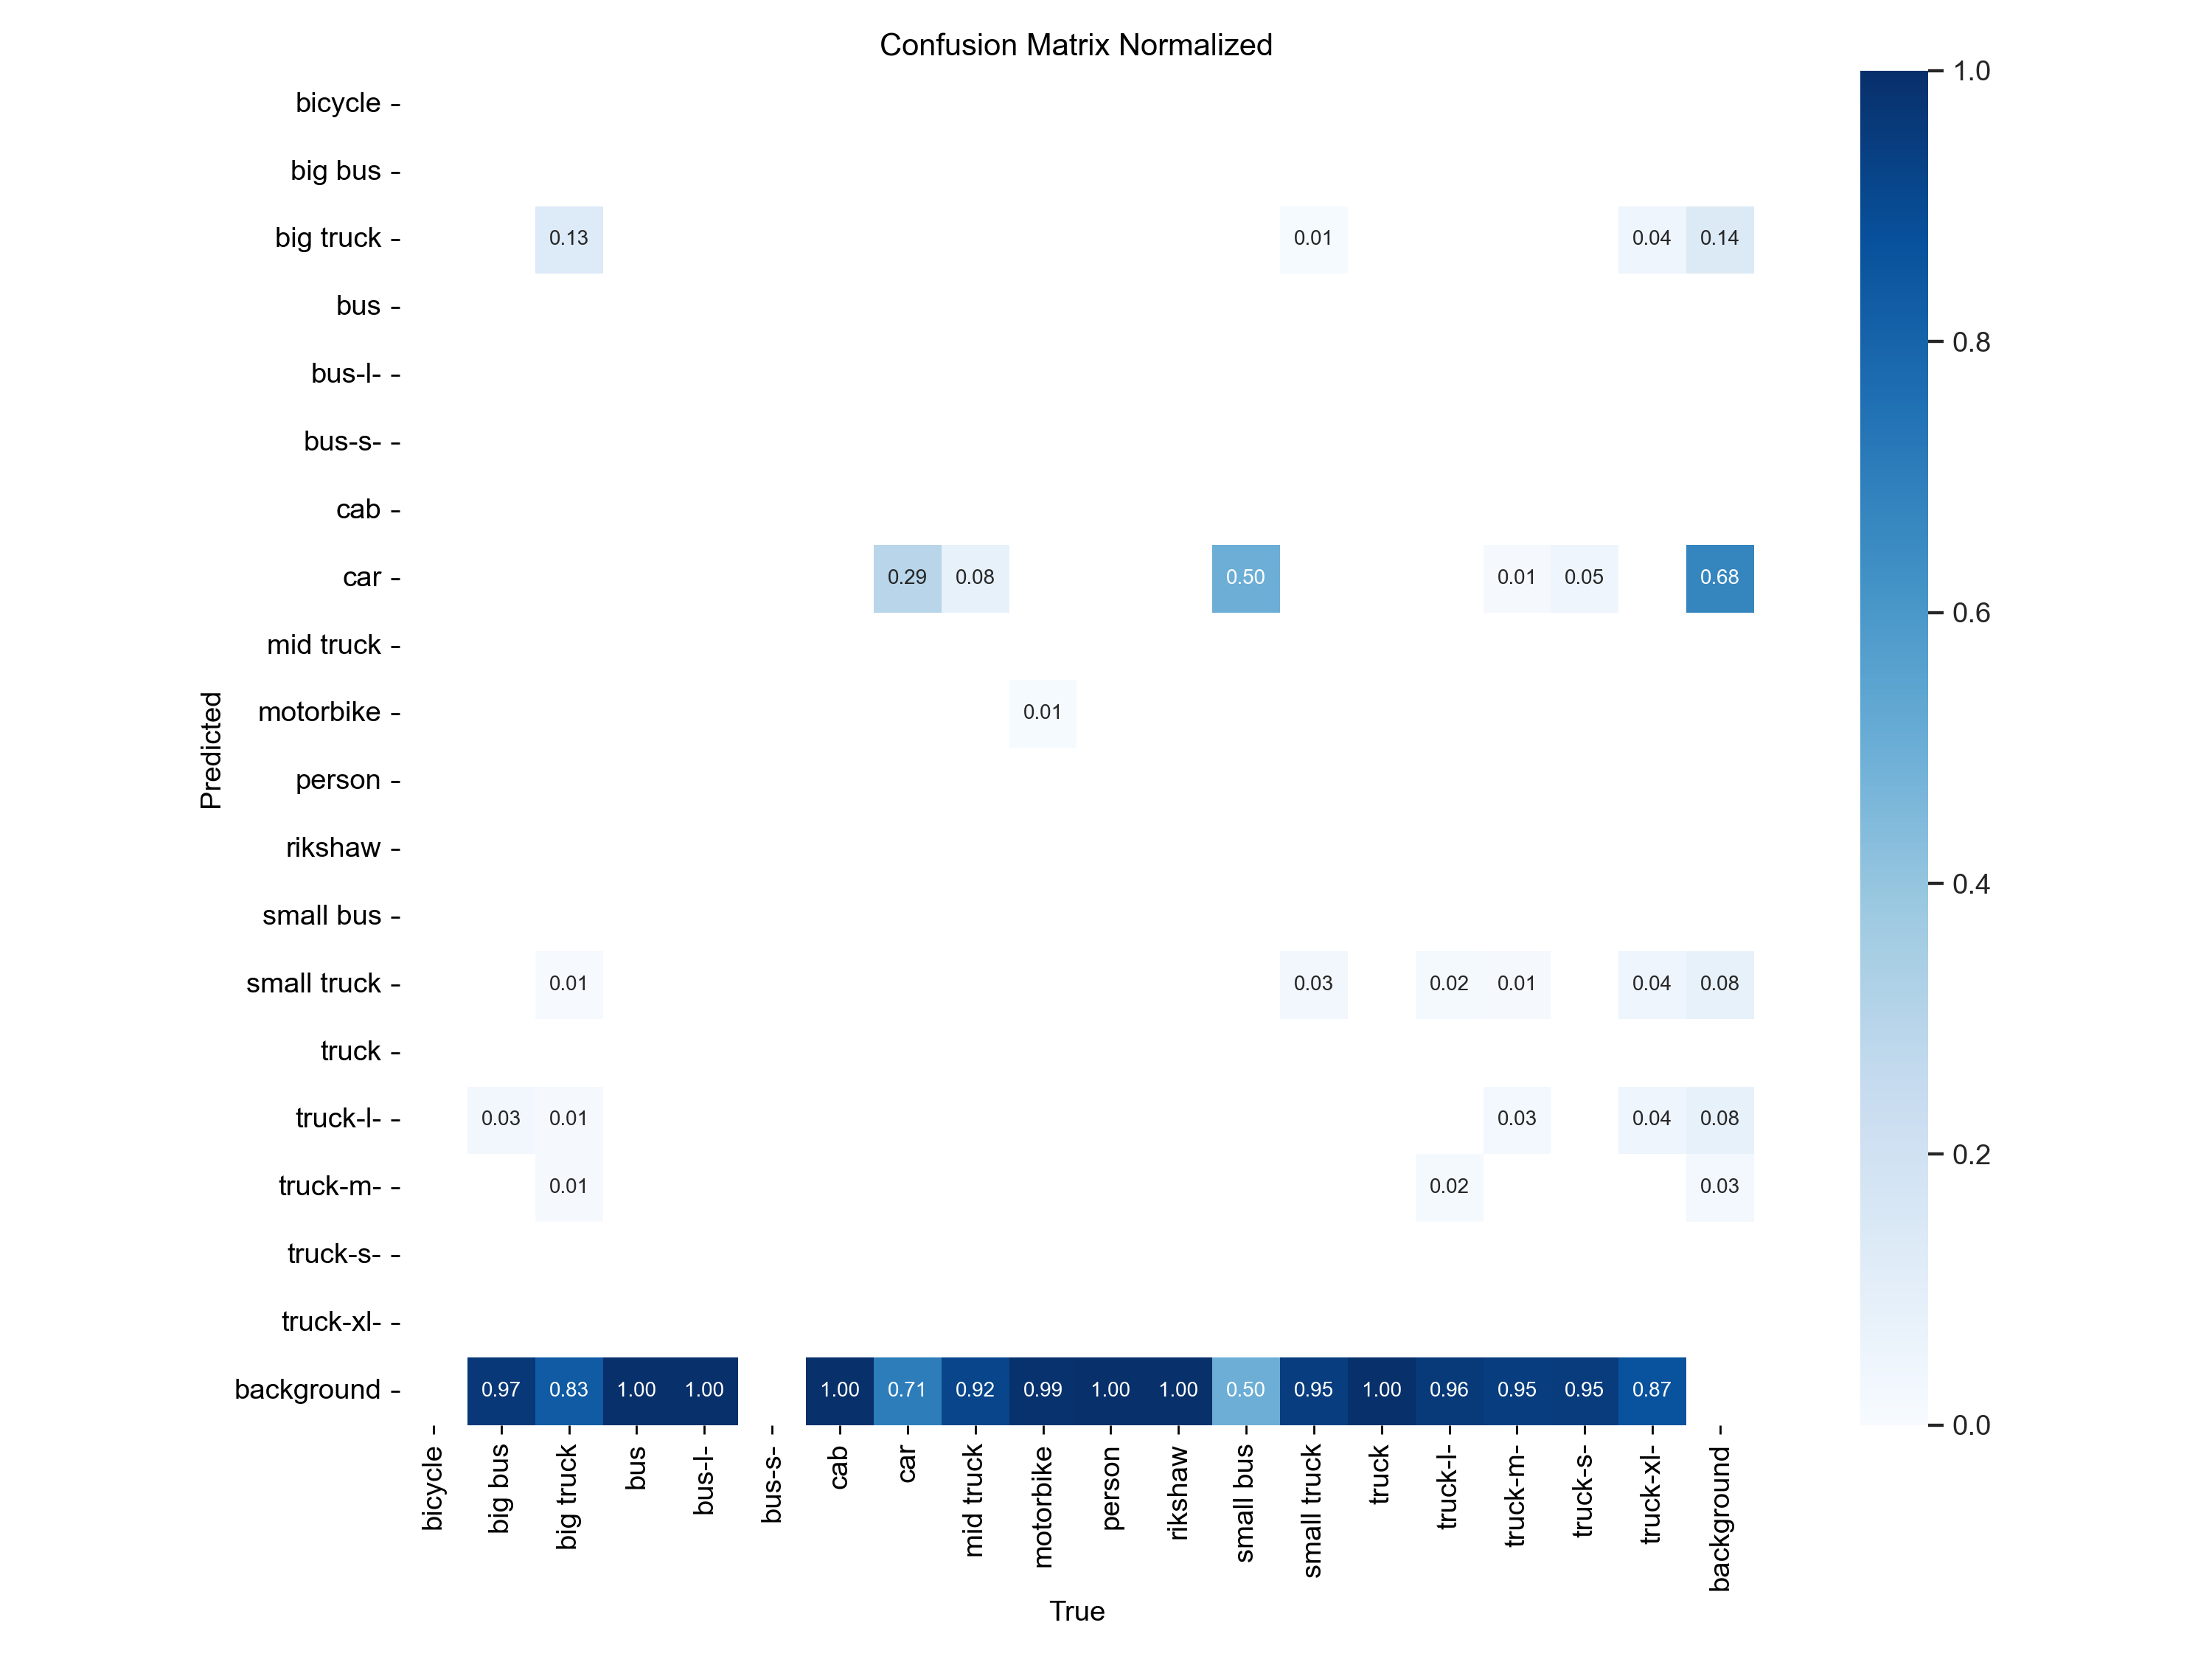 Confusion Matrix Normalized
1.0
bicycle
big bus
big truck 0.13 0.01 0.04 0.14
bus
0.8
bus-l-
bus-s-
cab
car 0.29 0.08 0.50 0.01 0.05 0.68
0.6
mid truck
motorbike 0.01
Predicted
person
rikshaw
0.4
small bus
small truck 0.01 0.03 0.02 0.01 0.04 0.08
truck
truck-l- 0.03 0.01 0.03 0.04 0.08
0.2
truck-m- 0.01 0.02 0.03
truck-s-
truck-xl-
background 0.97 0.83 1.00 1.00 1.00 0.71 0.92 0.99 1.00 1.00 0.50 0.95 1.00 0.96 0.95 0.95 0.87
0.0
bicycle
big bus
big truck
bus
bus-l-
bus-s-
cab
car
mid truck
motorbike
person
rikshaw
small bus
small truck
truck
truck-l-
truck-m-
truck-s-
truck-xl-
background
True